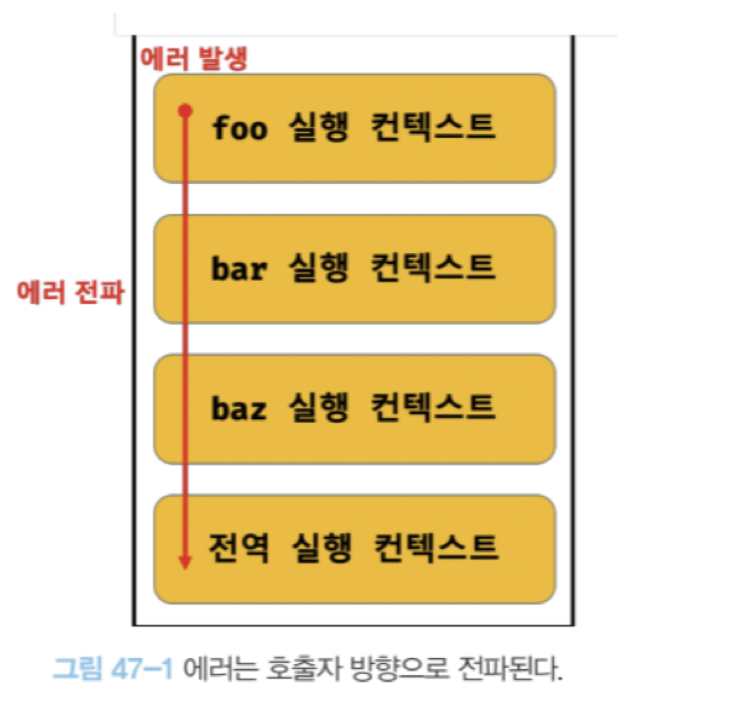 에러 발생
foo 실행 컨텍스트
bar 실행 컨텍스트
에러 전파
baz 실행 컨텍스트
전역 실행 컨텍스트
그림 47-1 에러는 호출자 방향으로 전파된다.